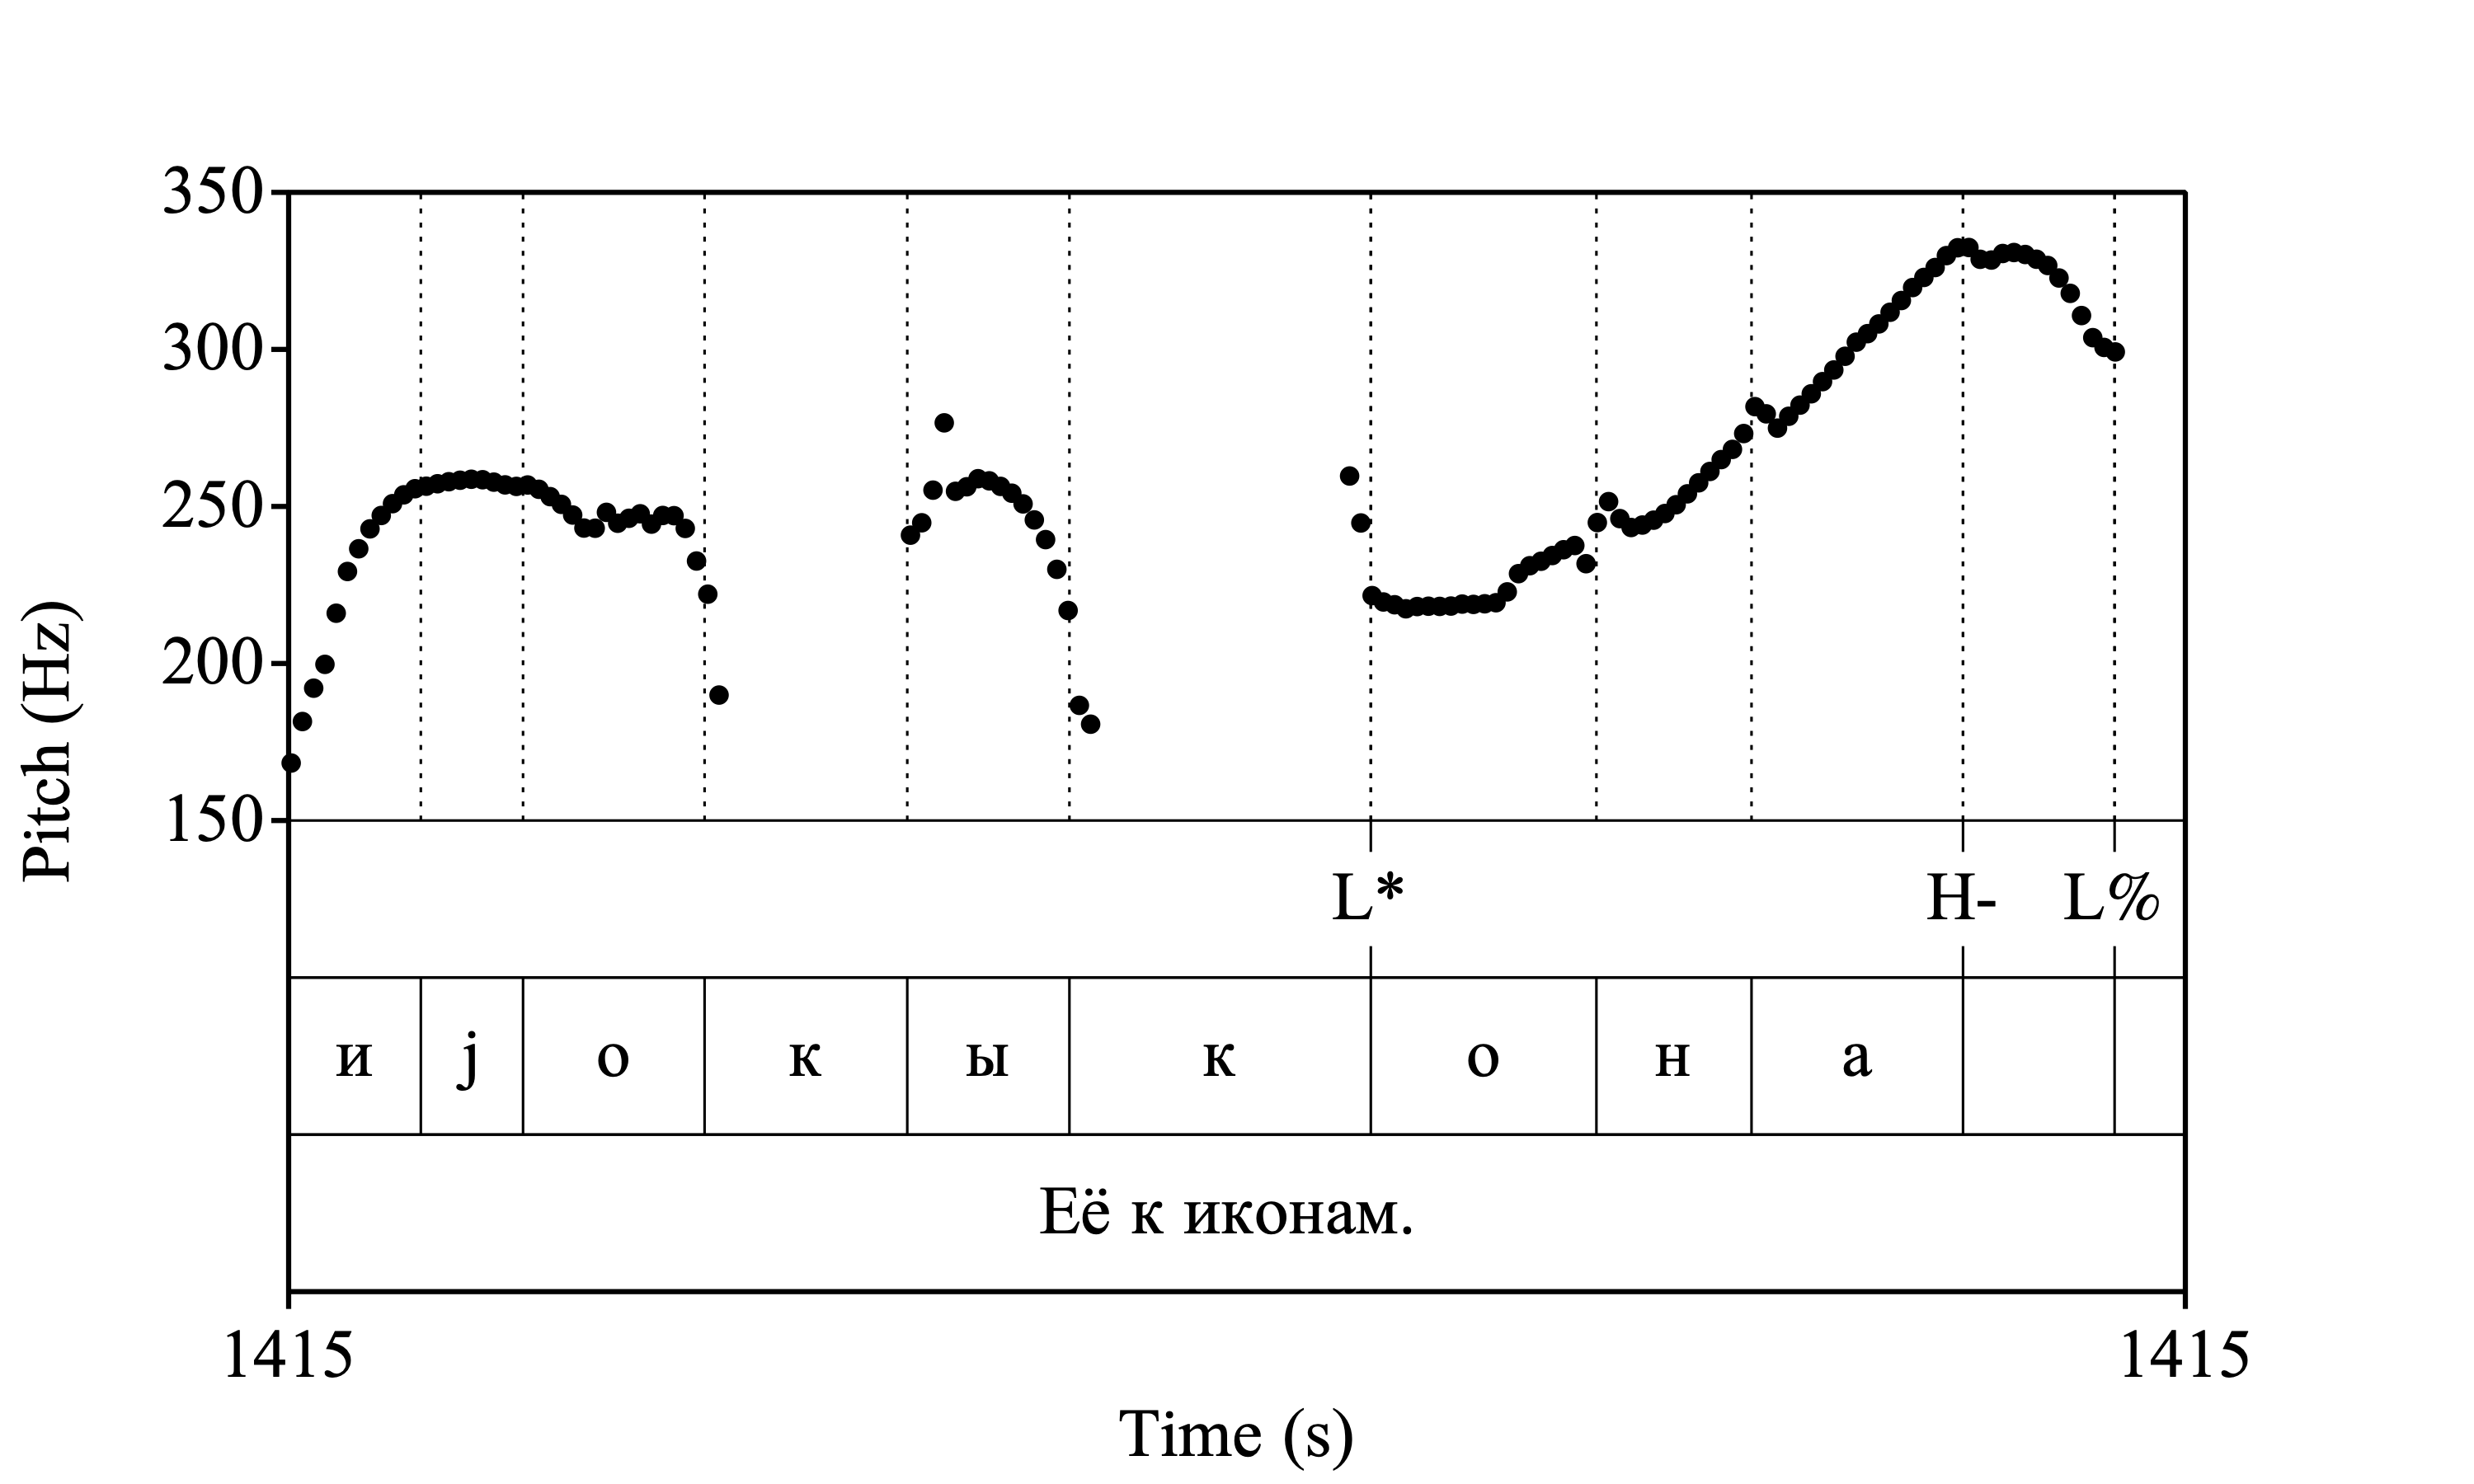 350
300
250
200
150
Pitch (Hz)
L* H- L%
и j о к ы к о н а
Её к иконам.
1415 1415
Time (s)